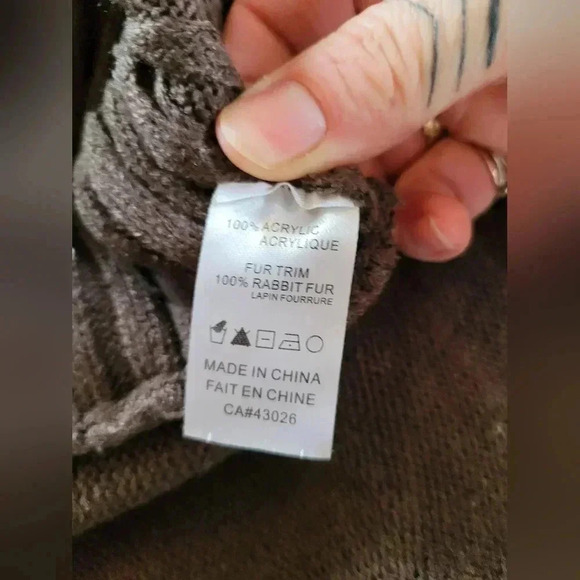 100% ACRYLIC
ACRYLIQUE
FUR TRIM
100% RABBIT FUR
LAPIN FOURRURE
MADE IN CHINA
FAIT EN CHINE
CA#43026